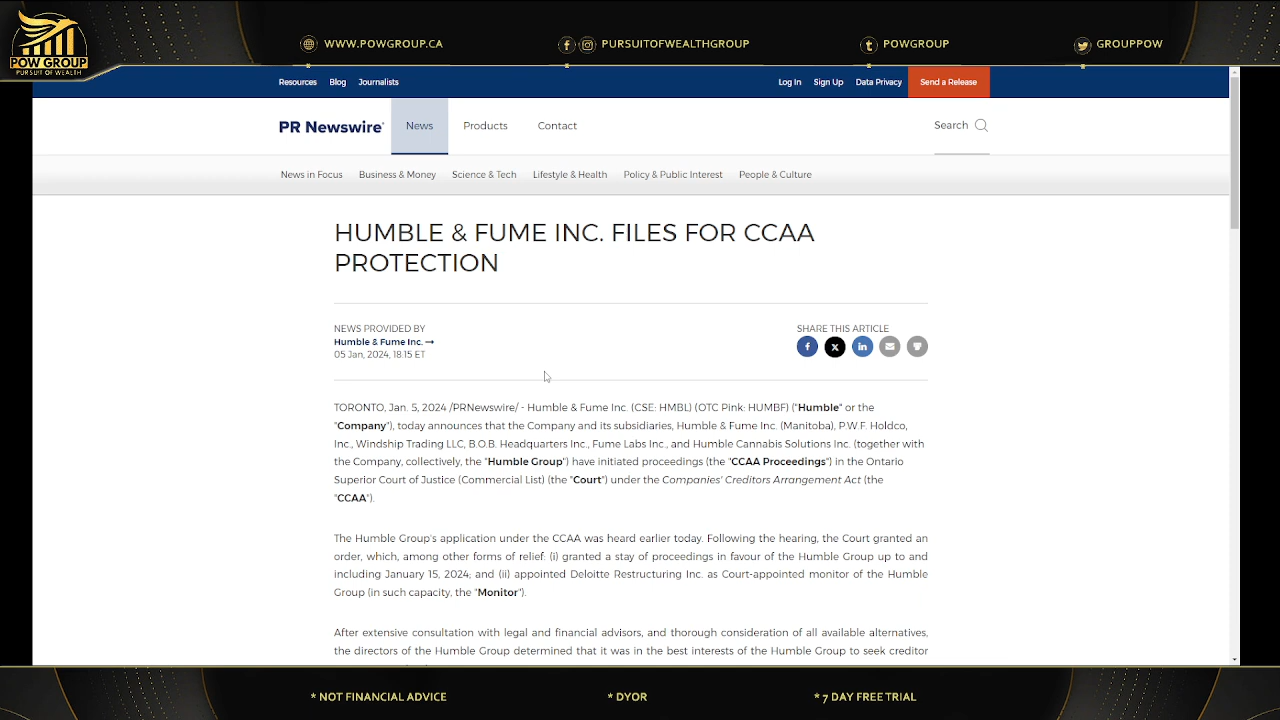 POW GROUP
PURSUIT OF WEALTH
WWW.POWGROUP.CA
PURSUITOFWEALTHGROUP
POWGROUP
GROUPPOW
Resources Blog Journalists
Log In Sign Up Data Privacy Send a Release
PR Newswire®
News Products Contact
Search
News in Focus Business & Money Science & Tech Lifestyle & Health Policy & Public Interest People & Culture
HUMBLE & FUME INC. FILES FOR CCAA
PROTECTION
NEWS PROVIDED BY
Humble & Fume Inc. →
05 Jan, 2024, 18:15 ET
SHARE THIS ARTICLE
TORONTO, Jan. 5, 2024 /PRNewswire/ - Humble & Fume Inc. (CSE: HMBL) (OTC Pink: HUMBF) ("Humble" or the
"Company"), today announces that the Company and its subsidiaries, Humble & Fume Inc. (Manitoba), P.W.F. Holdco,
Inc., Windship Trading LLC, B.O.B. Headquarters Inc., Fume Labs Inc., and Humble Cannabis Solutions Inc. (together with
the Company, collectively, the "Humble Group") have initiated proceedings (the "CCAA Proceedings") in the Ontario
Superior Court of Justice (Commercial List) (the "Court") under the Companies' Creditors Arrangement Act (the
"CCAA").
The Humble Group's application under the CCAA was heard earlier today. Following the hearing, the Court granted an
order, which, among other forms of relief: (i) granted a stay of proceedings in favour of the Humble Group up to and
including January 15, 2024; and (ii) appointed Deloitte Restructuring Inc. as Court-appointed monitor of the Humble
Group (in such capacity, the "Monitor").
After extensive consultation with legal and financial advisors, and thorough consideration of all available alternatives,
the directors of the Humble Group determined that it was in the best interests of the Humble Group to seek creditor
* NOT FINANCIAL ADVICE
* DYOR
* 7 DAY FREE TRIAL